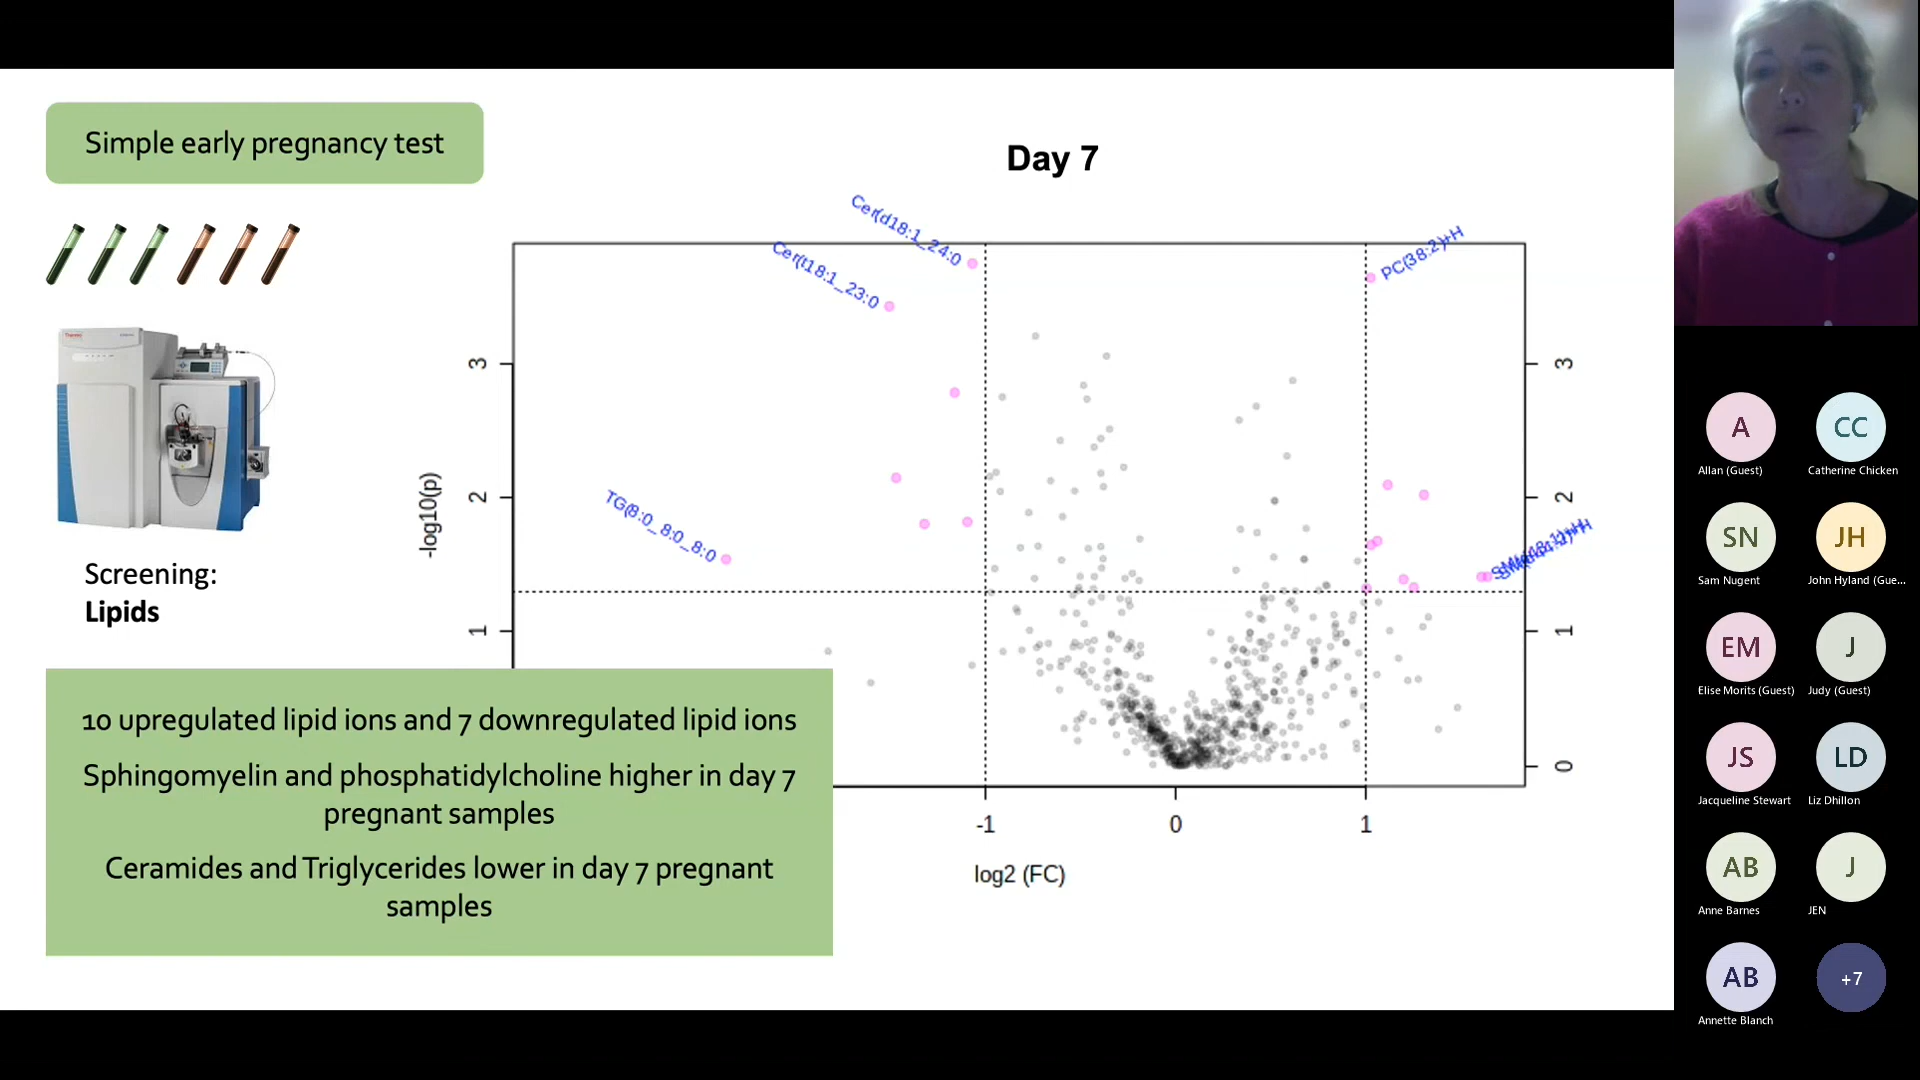 Simple early pregnancy test
Day 7
Cer(d18:1_24:0
Cer(t18:1_23:0
PC(38:2)+H
TG(8:0_8:0_8:0
-log10(p)
3
2
1
3
2
1
0
-1
0
1
log2 (FC)
Screening:
Lipids
10 upregulated lipid ions and 7 downregulated lipid ions
Sphingomyelin and phosphatidylcholine higher in day 7
pregnant samples
Ceramides and Triglycerides lower in day 7 pregnant
samples
A
Allan (Guest)
CC
Catherine Chicken
SN
Sam Nugent
JH
John Hyland (Gue...
EM
Elise Morits (Guest)
J
Judy (Guest)
JS
Jacqueline Stewart
LD
Liz Dhillon
AB
Anne Barnes
J
JEN
AB
Annette Blanch
+7